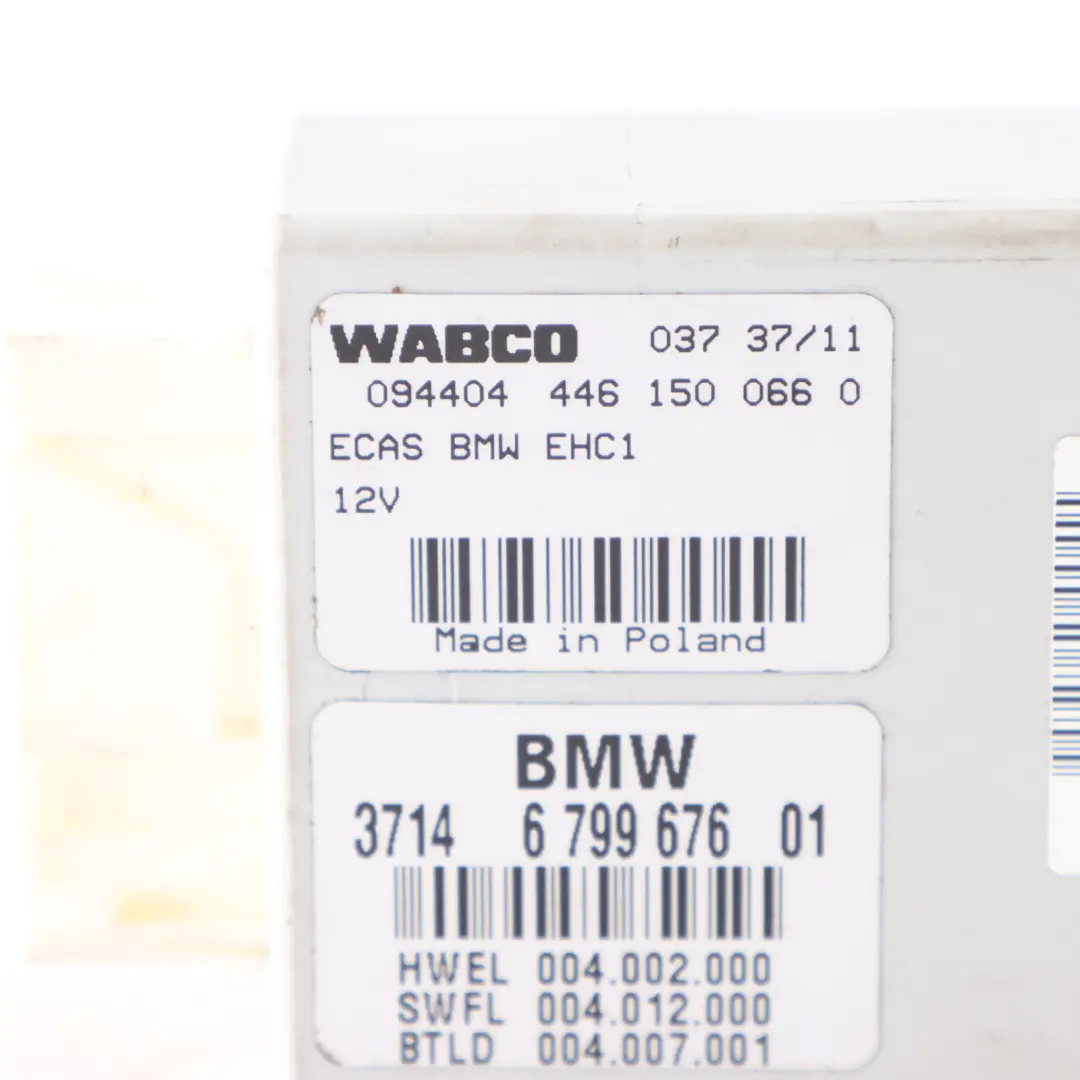 WABCO 037 37/11
094404 446 150 066 0
ECAS BMW EHC1
12V
Made in Poland
BMW
3714 6 799 676 01
HWEL 004.002.000
SWFL 004.012.000
BTLD 004.007.001